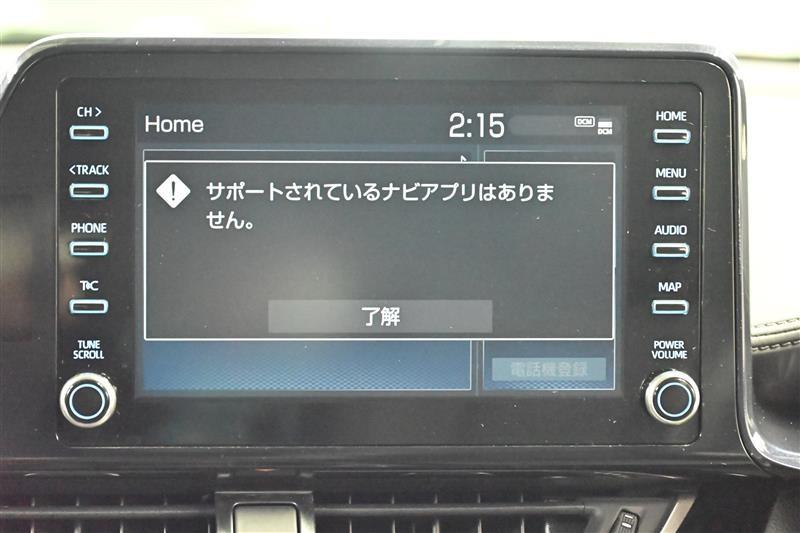 CH >
< TRACK
PHONE
T•C
TUNE
SCROLL
Home
2:15
DCM
DCM
サポートされているナビアプリはありま
せん。
了解
電話機登録
HOME
MENU
AUDIO
MAP
POWER
VOLUME